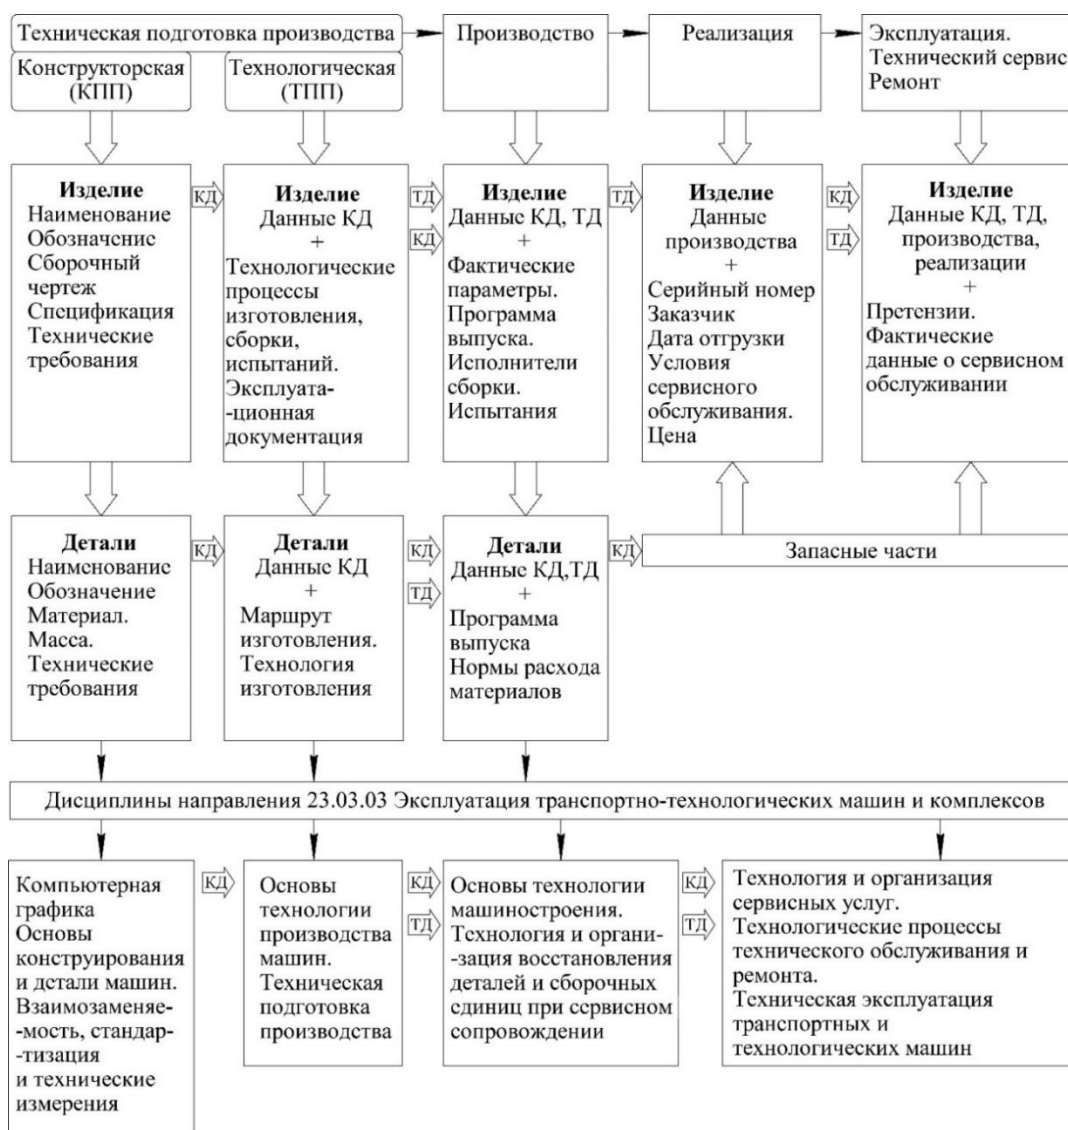 Техническая подготовка производства
Производство
Реализация
Эксплуатация.
Технический сервис
Ремонт
Конструкторская
(КПП)
Технологическая
(ТПП)
Изделие
Наименование
Обозначение
Сборочный
чертеж
Спецификация
Технические
требования
КД
Изделие
Данные КД
+
Технологические
процессы
изготовления,
сборки,
испытаний.
Эксплуата-
-ционная
документация
ТД
КД
Изделие
Данные КД, ТД
+
Фактические
параметры.
Программа
выпуска.
Исполнители
сборки.
Испытания
ТД
Изделие
Данные
производства
+
Серийный номер
Заказчик
Дата отгрузки
Условия
сервисного
обслуживания.
Цена
КД
ТД
Изделие
Данные КД, ТД,
производства,
реализации
+
Претензии.
Фактические
данные о сервисном
обслуживании
Детали
Наименование
Обозначение
Материал.
Масса.
Технические
требования
КД
Детали
Данные КД
+
Маршрут
изготовления.
Технология
изготовления
КД
ТД
Детали
Данные КД,ТД
+
Программа
выпуска
Нормы расхода
материалов
КД
Запасные части
Дисциплины направления 23.03.03 Эксплуатация транспортно-технологических машин и комплексов
Компьютерная
графика
Основы
конструирования
и детали машин.
Взаимозаменяе-
-мость, стандар-
-тизация
и технические
измерения
КД
Основы
технологии
производства
машин.
Техническая
подготовка
производства
КД
ТД
Основы технологии
машиностроения.
Технология и органи-
-зация восстановления
деталей и сборочных
единиц при сервисном
сопровождении
КД
ТД
Технология и организация
сервисных услуг.
Технологические процессы
технического обслуживания и
ремонта.
Техническая эксплуатация
транспортных и
технологических машин